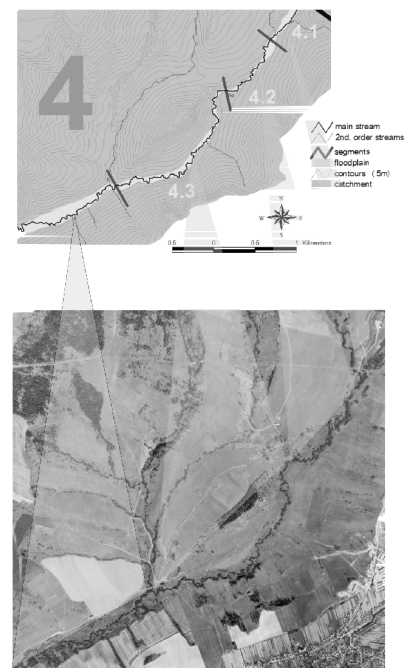 4.1
4
4.2
4.3
main stream
2nd. order streams
segments
floodplain
contours (5m)
catchment
N
W E
S
0.5 0 0.5 1 Kilometers